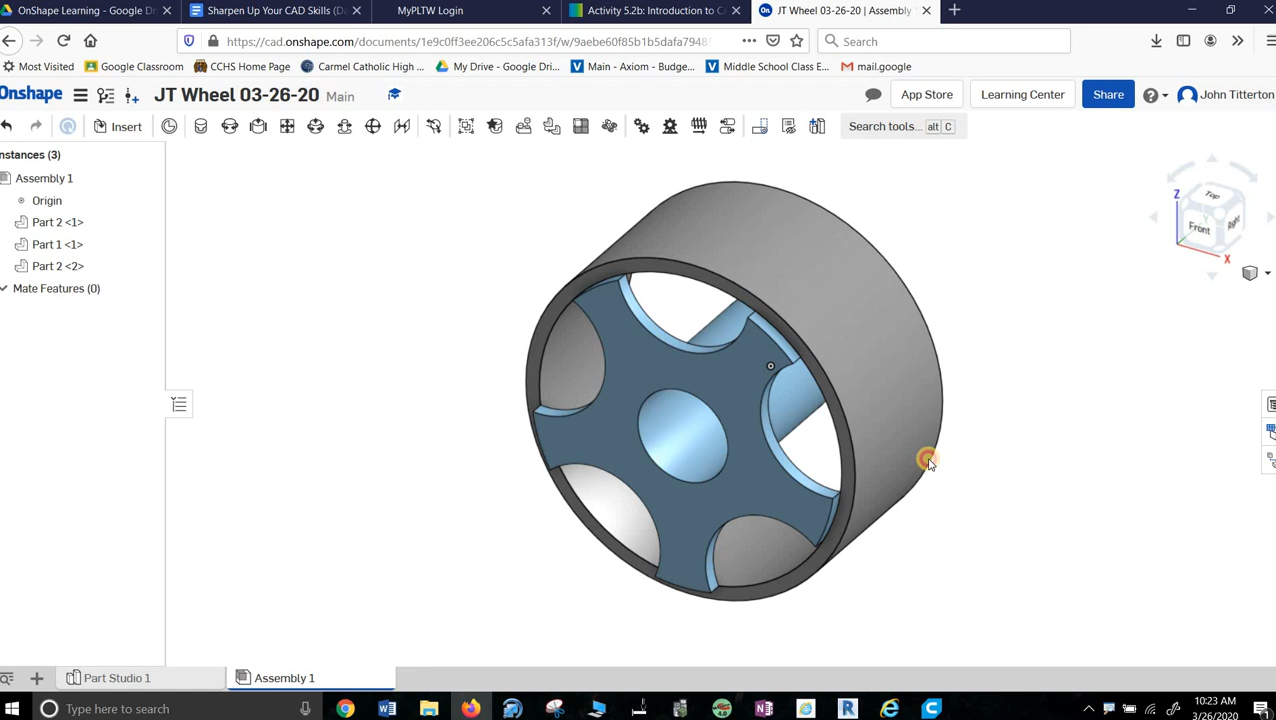 OnShape Learning - Google D
Sharpen Up Your CAD Skills (Da
MyPLTW Login
Activity 5.2b: Introduction to C
JT Wheel 03-26-20 | Assembly
https://cad.onshape.com/documents/1e9c0ff3ee206c5c5afa313f/w/9aebe60f85b1b5dafa7948
Search
Most Visited
Google Classroom
CCHS Home Page
Carmel Catholic High ...
My Drive - Google Dri...
Main - Axiom - Budge...
Middle School Class E...
mail.google
Onshape
JT Wheel 03-26-20 Main
App Store
Learning Center
Share
John Titterton
Insert
Search tools... alt C
nstances (3)
Assembly 1
Origin
Part 2 <1>
Part 1 <1>
Part 2 <2>
Mate Features (0)
Top
Z
Y
Front
Right
X
Part Studio 1
Assembly 1
Type here to search
10:23 AM
3/26/2020